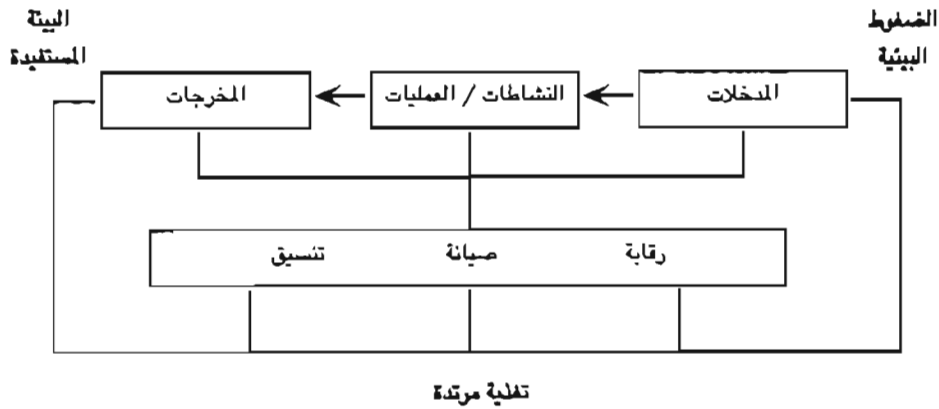 الضغوط
البيئية
البيئة
المستفيدة
المدخلات
النشاطات / العمليات
المخرجات
رقابة
صيانة
تنسيق
تغذية مرتدة